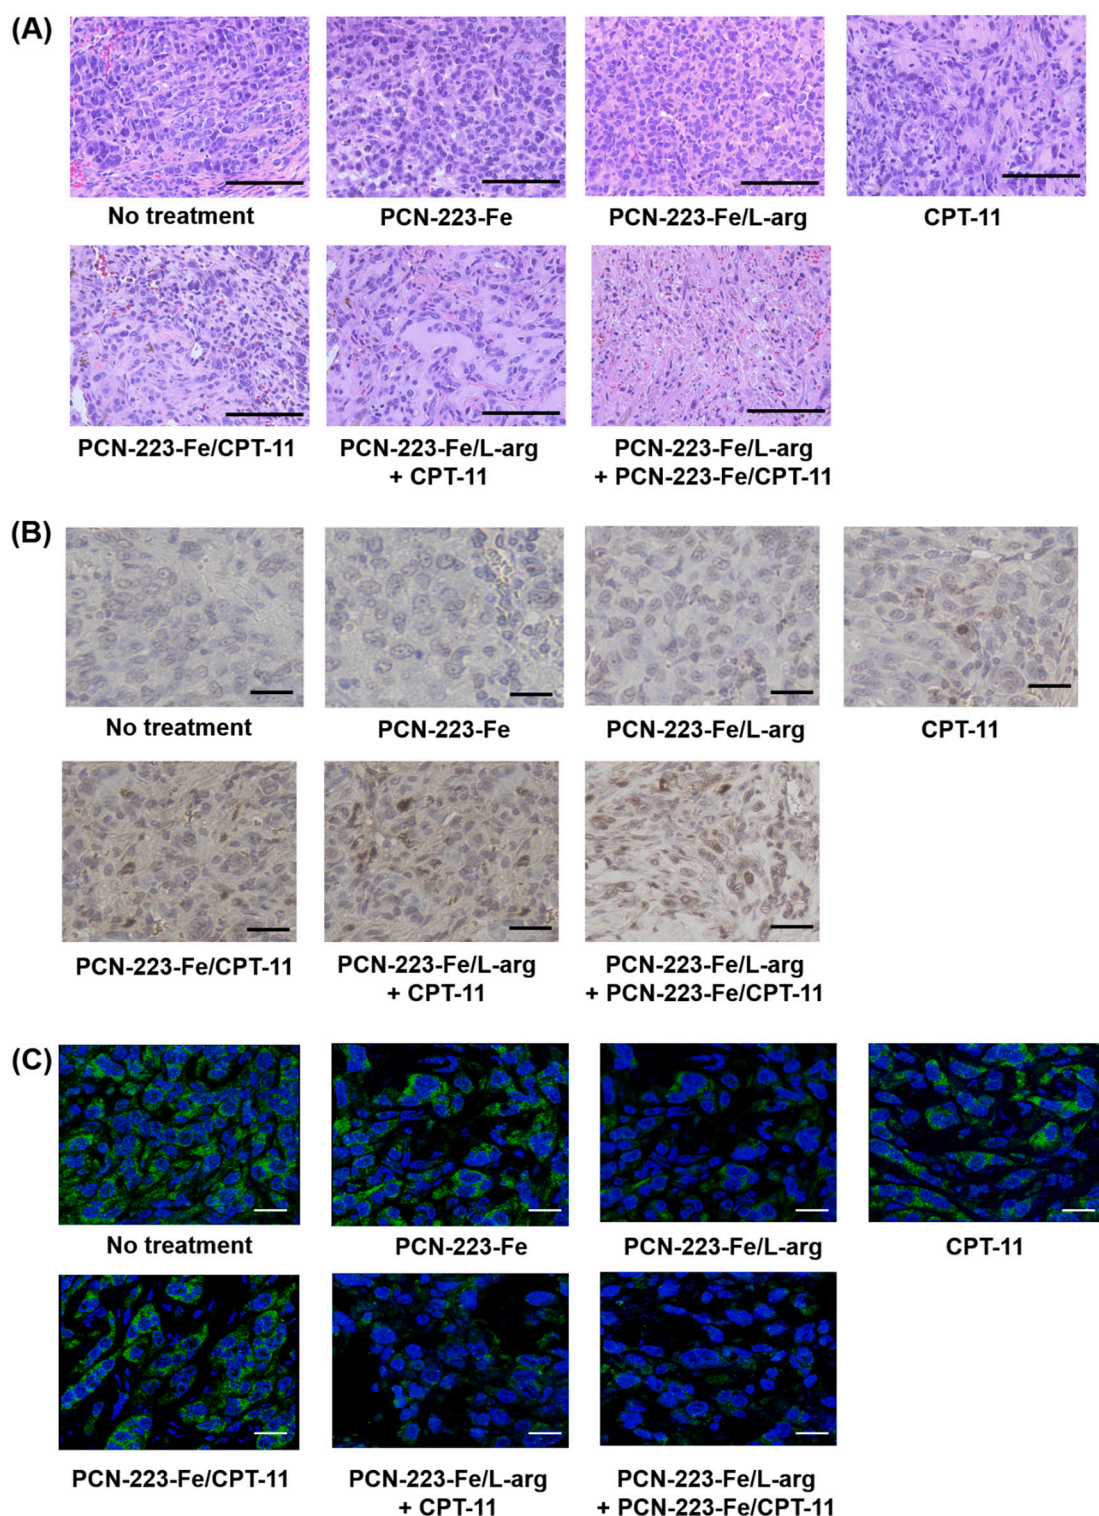 (A)
No treatment
PCN-223-Fe
PCN-223-Fe/L-arg
CPT-11
PCN-223-Fe/CPT-11
PCN-223-Fe/L-arg
+ CPT-11
PCN-223-Fe/L-arg
+ PCN-223-Fe/CPT-11
(B)
No treatment
PCN-223-Fe
PCN-223-Fe/L-arg
CPT-11
PCN-223-Fe/CPT-11
PCN-223-Fe/L-arg
+ CPT-11
PCN-223-Fe/L-arg
+ PCN-223-Fe/CPT-11
(C)
No treatment
PCN-223-Fe
PCN-223-Fe/L-arg
CPT-11
PCN-223-Fe/CPT-11
PCN-223-Fe/L-arg
+ CPT-11
PCN-223-Fe/L-arg
+ PCN-223-Fe/CPT-11